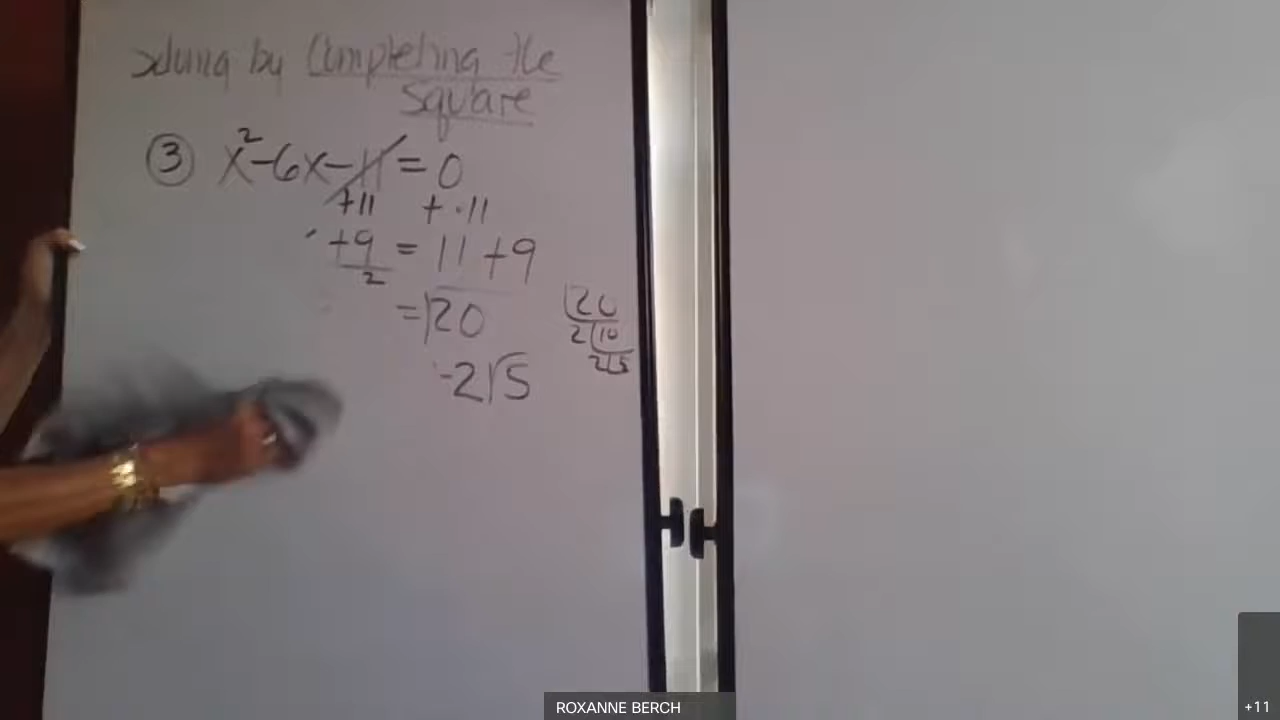 by Completing the
Square
③ x²-6x-11=0
+11 +11
+9 = 11 +9
2
=√20
20
2 10
2 5
2√5
ROXANNE BERCH
+11